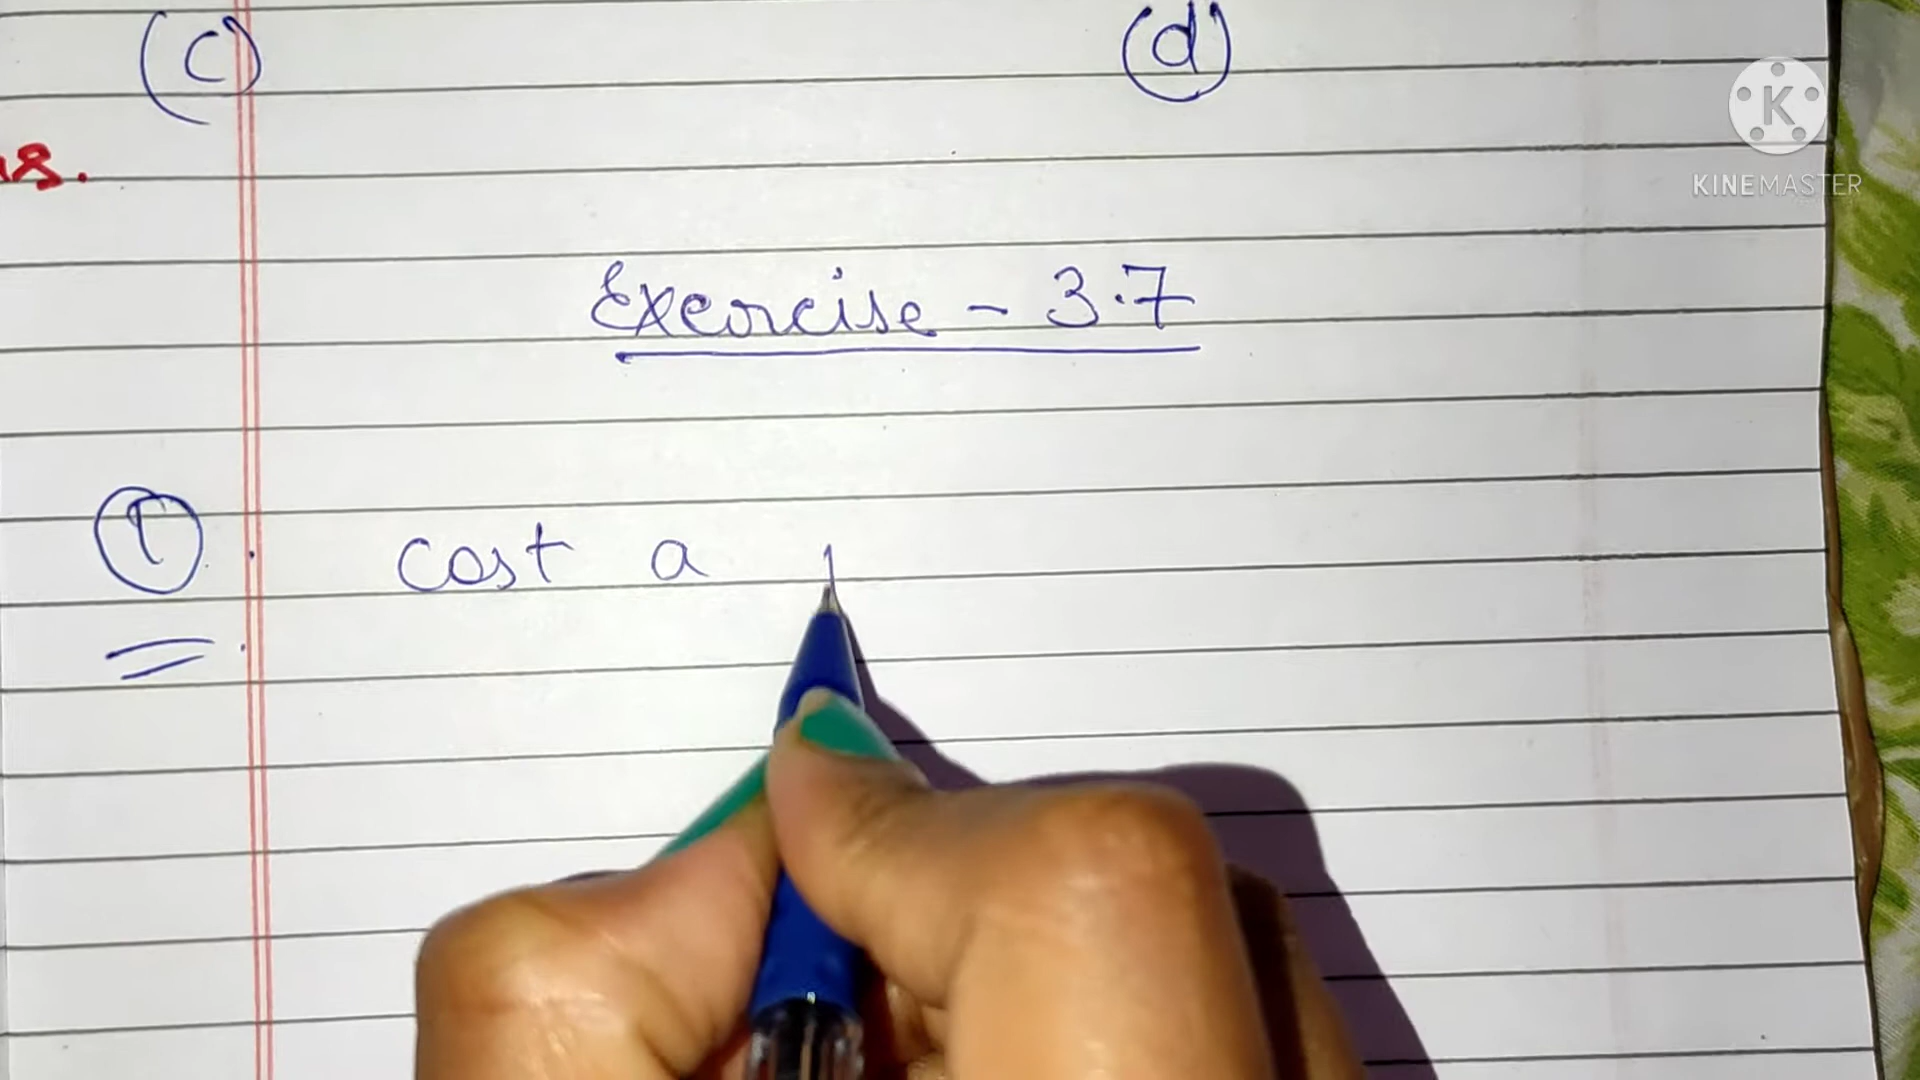 (c) (d)
KINEMASTER
Exercise - 3.7
① cost a